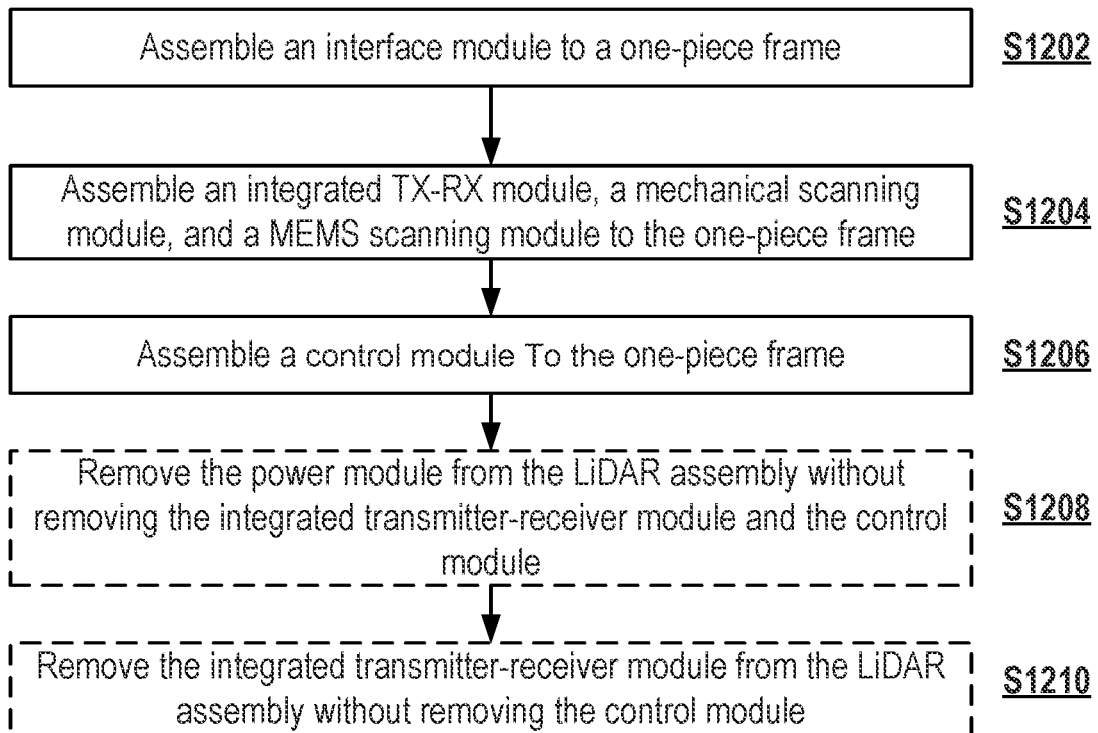 Assemble an interface module to a one-piece frame
S1202
Assemble an integrated TX-RX module, a mechanical scanning
module, and a MEMS scanning module to the one-piece frame
S1204
Assemble a control module To the one-piece frame
S1206
Remove the power module from the LiDAR assembly without
removing the integrated transmitter-receiver module and the control
module
S1208
Remove the integrated transmitter-receiver module from the LiDAR
assembly without removing the control module
S1210